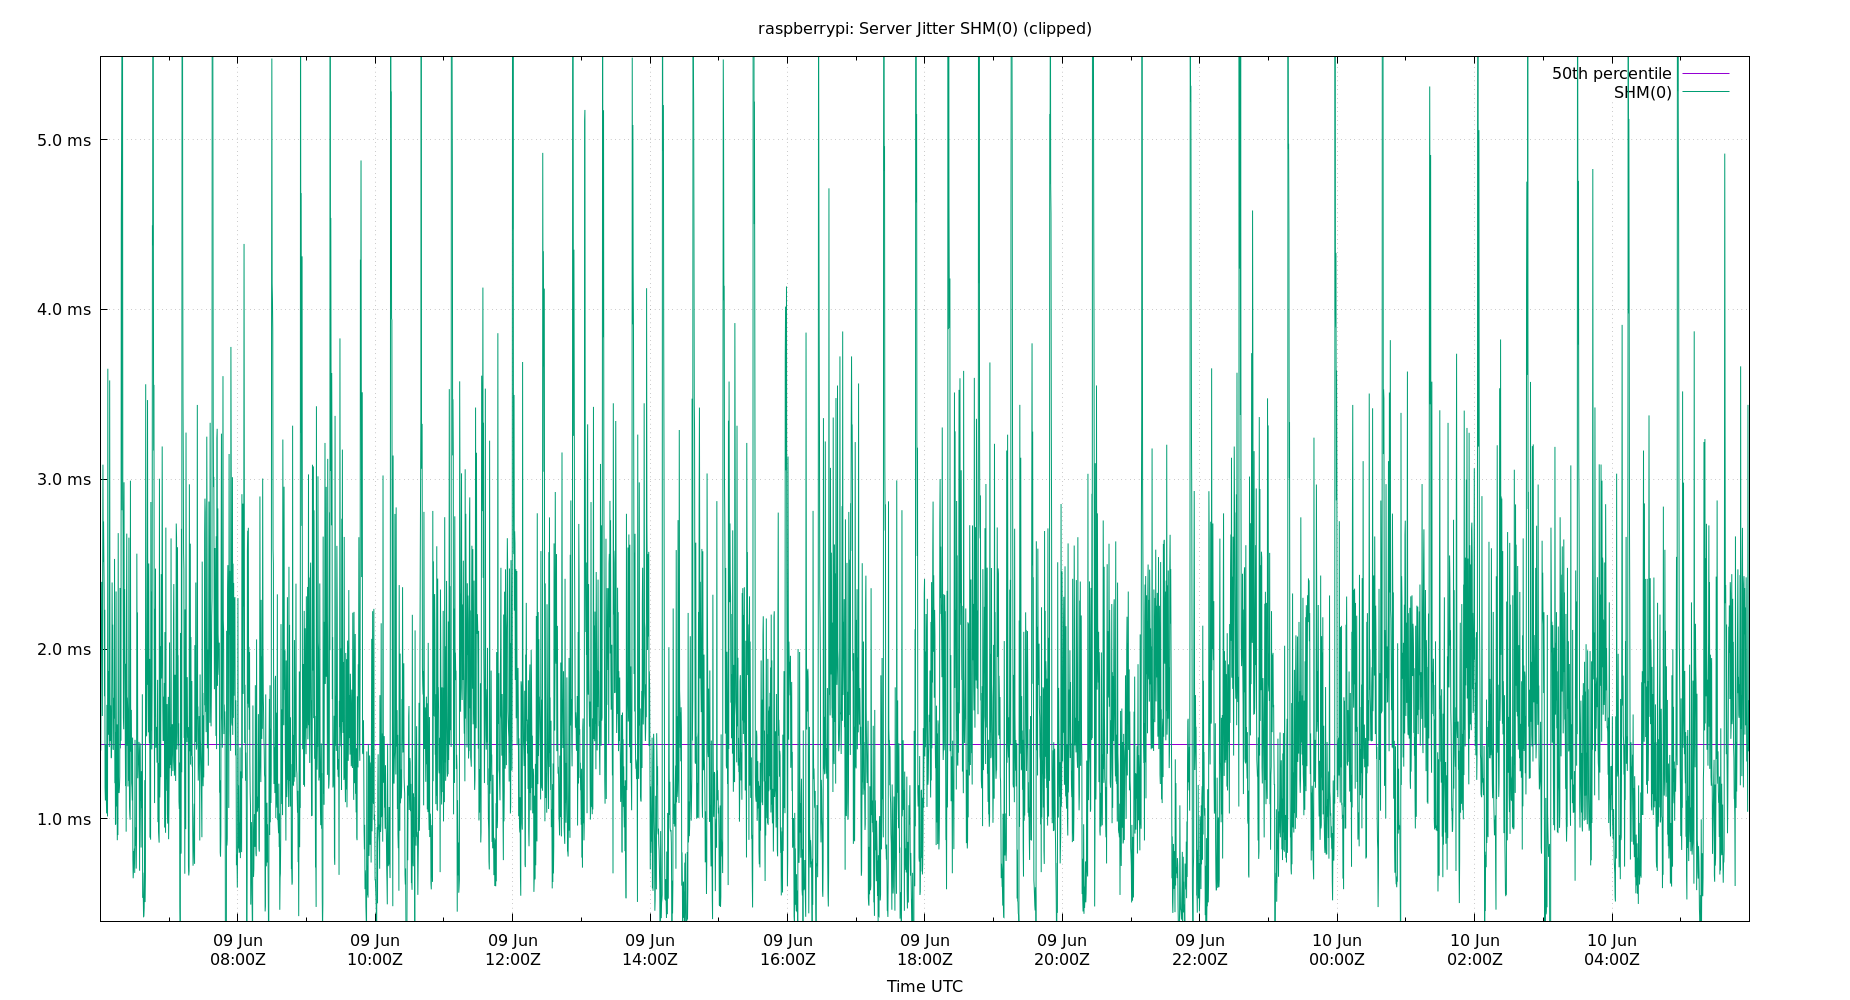 raspberrypi: Server Jitter SHM(0) (clipped)
50th percentile
SHM(0)
5.0 ms
4.0 ms
3.0 ms
2.0 ms
1.0 ms
09 Jun 09 Jun 09 Jun 09 Jun 09 Jun 09 Jun 09 Jun 09 Jun 10 Jun 10 Jun 10 Jun
08:00Z 10:00Z 12:00Z 14:00Z 16:00Z 18:00Z 20:00Z 22:00Z 00:00Z 02:00Z 04:00Z
Time UTC